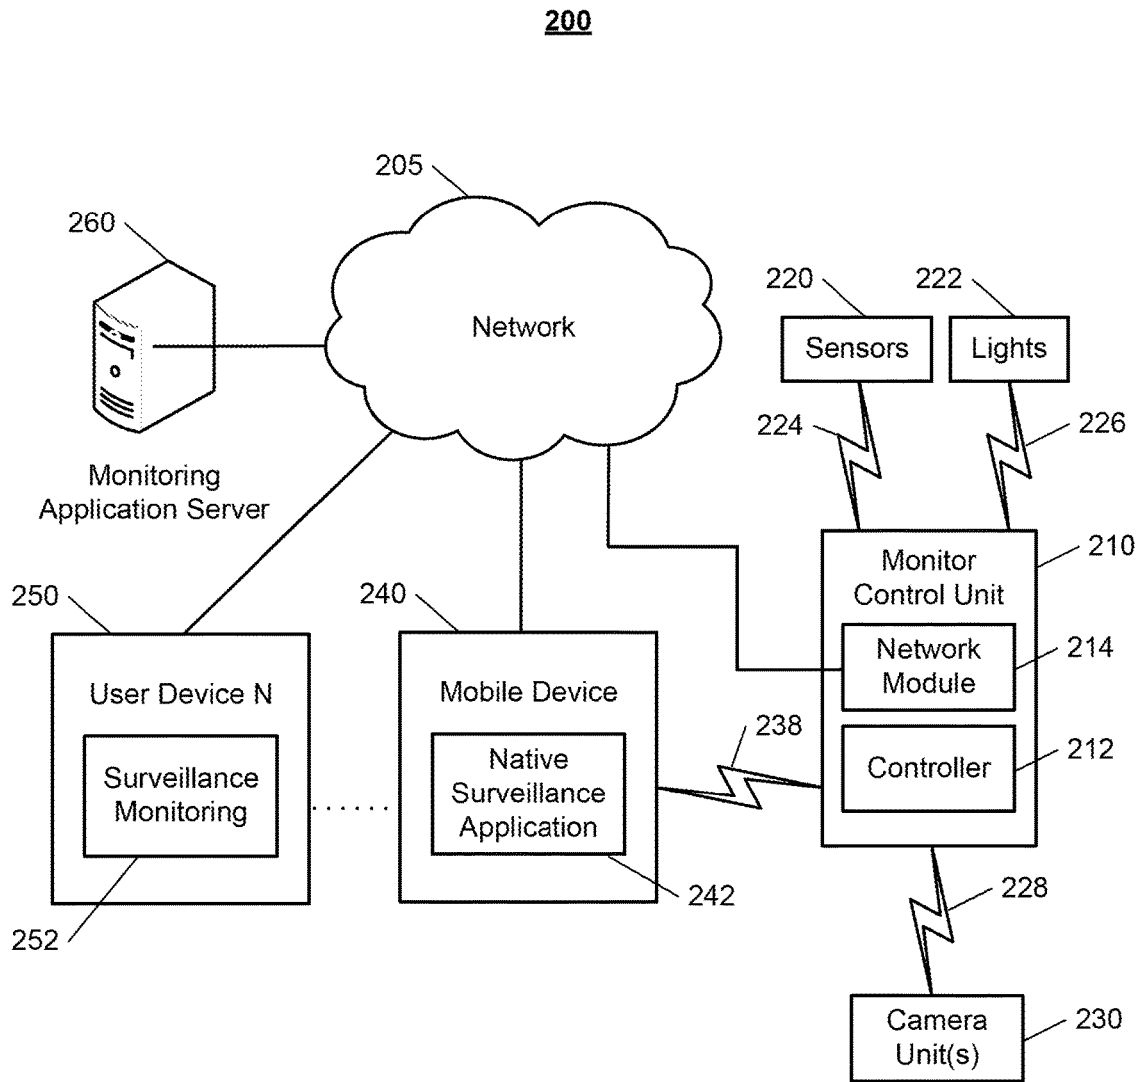 200
205
260
Network
220
222
Sensors
Lights
224
226
Monitoring
Application Server
210
Monitor
Control Unit
250
240
214
Network
Module
User Device N
Mobile Device
238
212
Controller
Surveillance
Monitoring
Native
Surveillance
Application
242
228
252
230
Camera
Unit(s)